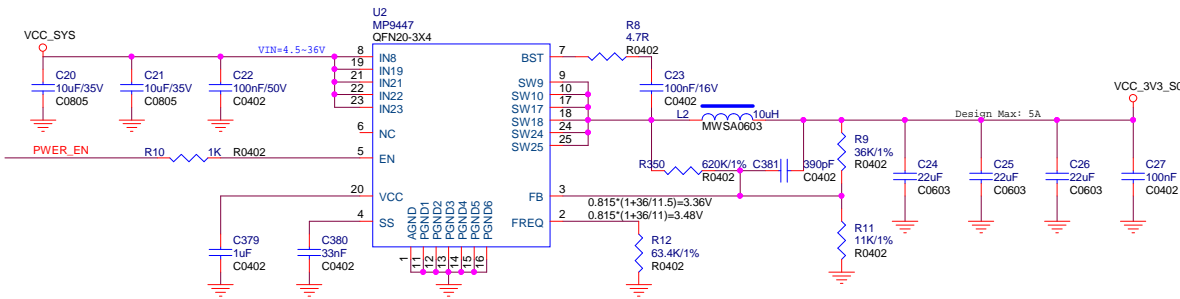 U2
MP9447
QFN20-3X4
VCC_SYS
VIN=4.5~36V
C20
10uF/35V
C0805
C21
10uF/35V
C0805
C22
100nF/50V
C0402
8
19
21
22
23
IN8
IN19
IN21
IN22
IN23
6
NC
PWER_EN
R10
1K
R0402
5
EN
20
VCC
4
SS
C379
1uF
C0402
C380
33nF
C0402
AGND
PGND1
PGND2
PGND3
PGND4
PGND5
PGND6
1
11
12
13
14
15
16
BST
7
R8
4.7R
R0402
SW9
SW10
SW17
SW18
SW24
SW25
9
10
17
18
24
25
C23
100nF/16V
C0402
L2
10uH
MWSA0603
R350
620K/1%
R0402
C381
390pF
C0402
FB
3
0.815*(1+36/11.5)=3.36V
0.815*(1+36/11)=3.48V
FREQ
2
R12
63.4K/1%
R0402
R9
36K/1%
R0402
R11
11K/1%
R0402
Design Max: 5A
VCC_3V3_S0
C24
22uF
C0603
C25
22uF
C0603
C26
22uF
C0603
C27
100nF
C0402